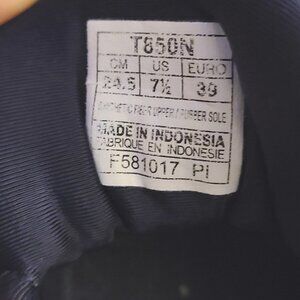 T850N
CM US EURO
24.5 7½ 39
SYNTHETIC FIBER UPPER / RUBBER SOLE
MADE IN INDONESIA
FABRIQUE EN INDONESIE
F581017 PI